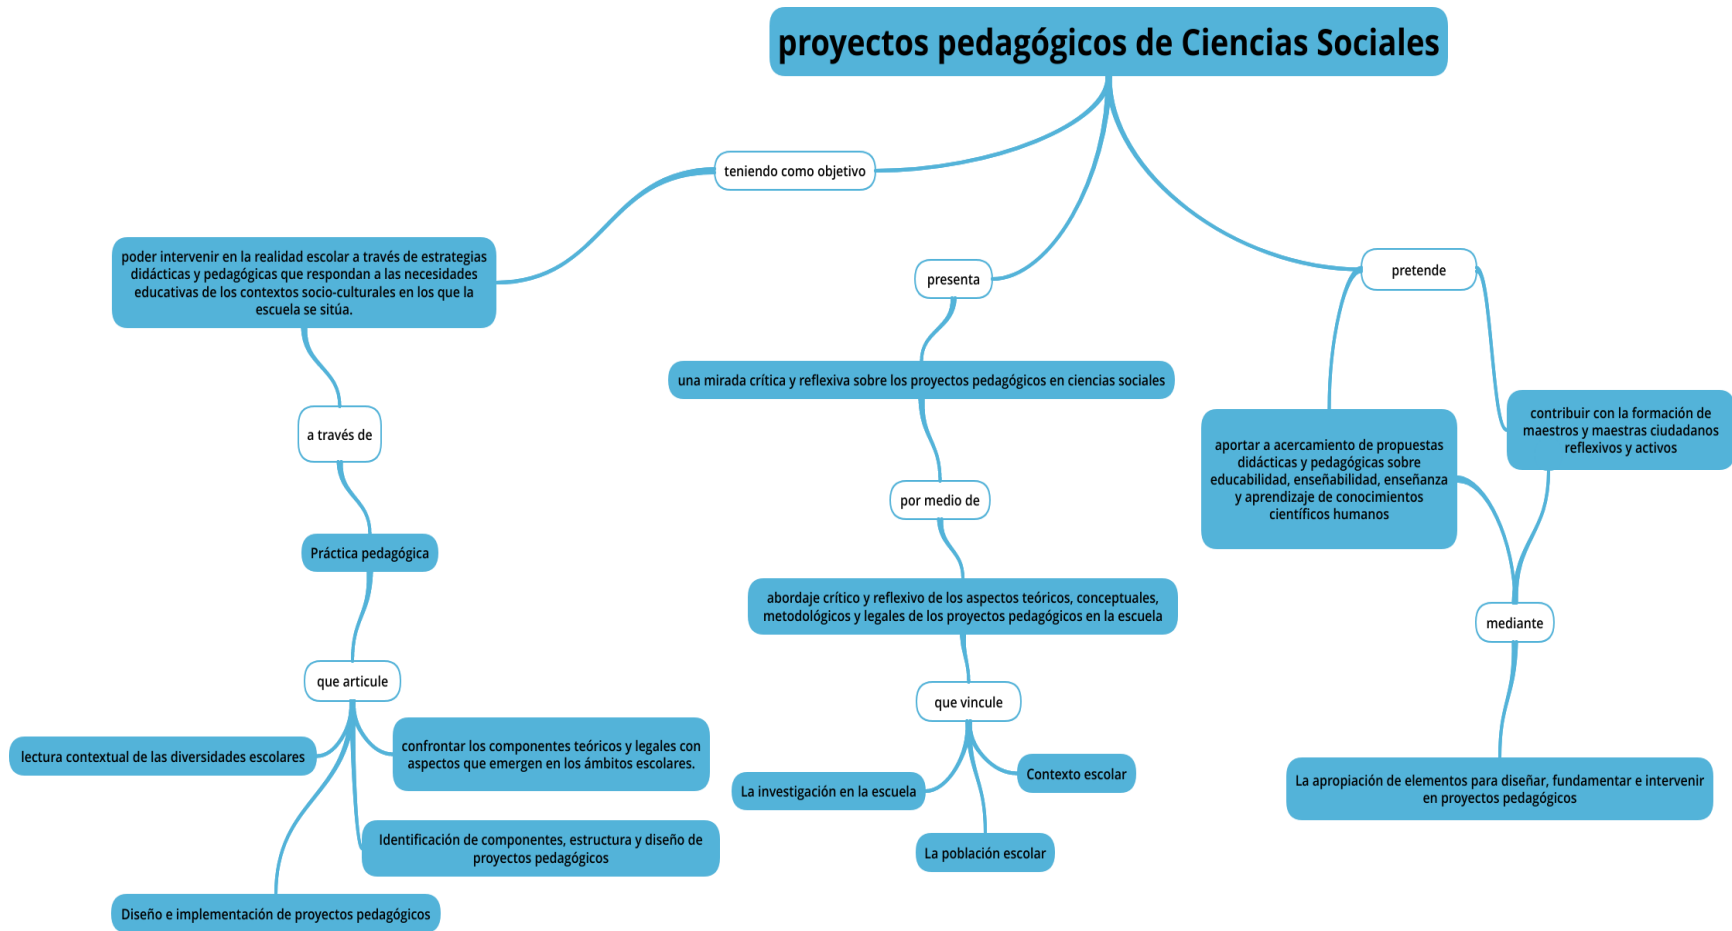 proyectos pedagógicos de Ciencias Sociales
teniendo como objetivo
poder intervenir en la realidad escolar a través de estrategias
didácticas y pedagógicas que respondan a las necesidades
educativas de los contextos socio-culturales en los que la
escuela se sitúa.
a través de
Práctica pedagógica
que articule
lectura contextual de las diversidades escolares
confrontar los componentes teóricos y legales con
aspectos que emergen en los ámbitos escolares.
Identificación de componentes, estructura y diseño de
proyectos pedagógicos
Diseño e implementación de proyectos pedagógicos
presenta
una mirada crítica y reflexiva sobre los proyectos pedagógicos en ciencias sociales
por medio de
abordaje crítico y reflexivo de los aspectos teóricos, conceptuales,
metodológicos y legales de los proyectos pedagógicos en la escuela
que vincule
La investigación en la escuela
Contexto escolar
La población escolar
pretende
aportar a acercamiento de propuestas
didácticas y pedagógicas sobre
educabilidad, enseñabilidad, enseñanza
y aprendizaje de conocimientos
científicos humanos
contribuir con la formación de
maestros y maestras ciudadanos
reflexivos y activos
mediante
La apropiación de elementos para diseñar, fundamentar e intervenir
en proyectos pedagógicos